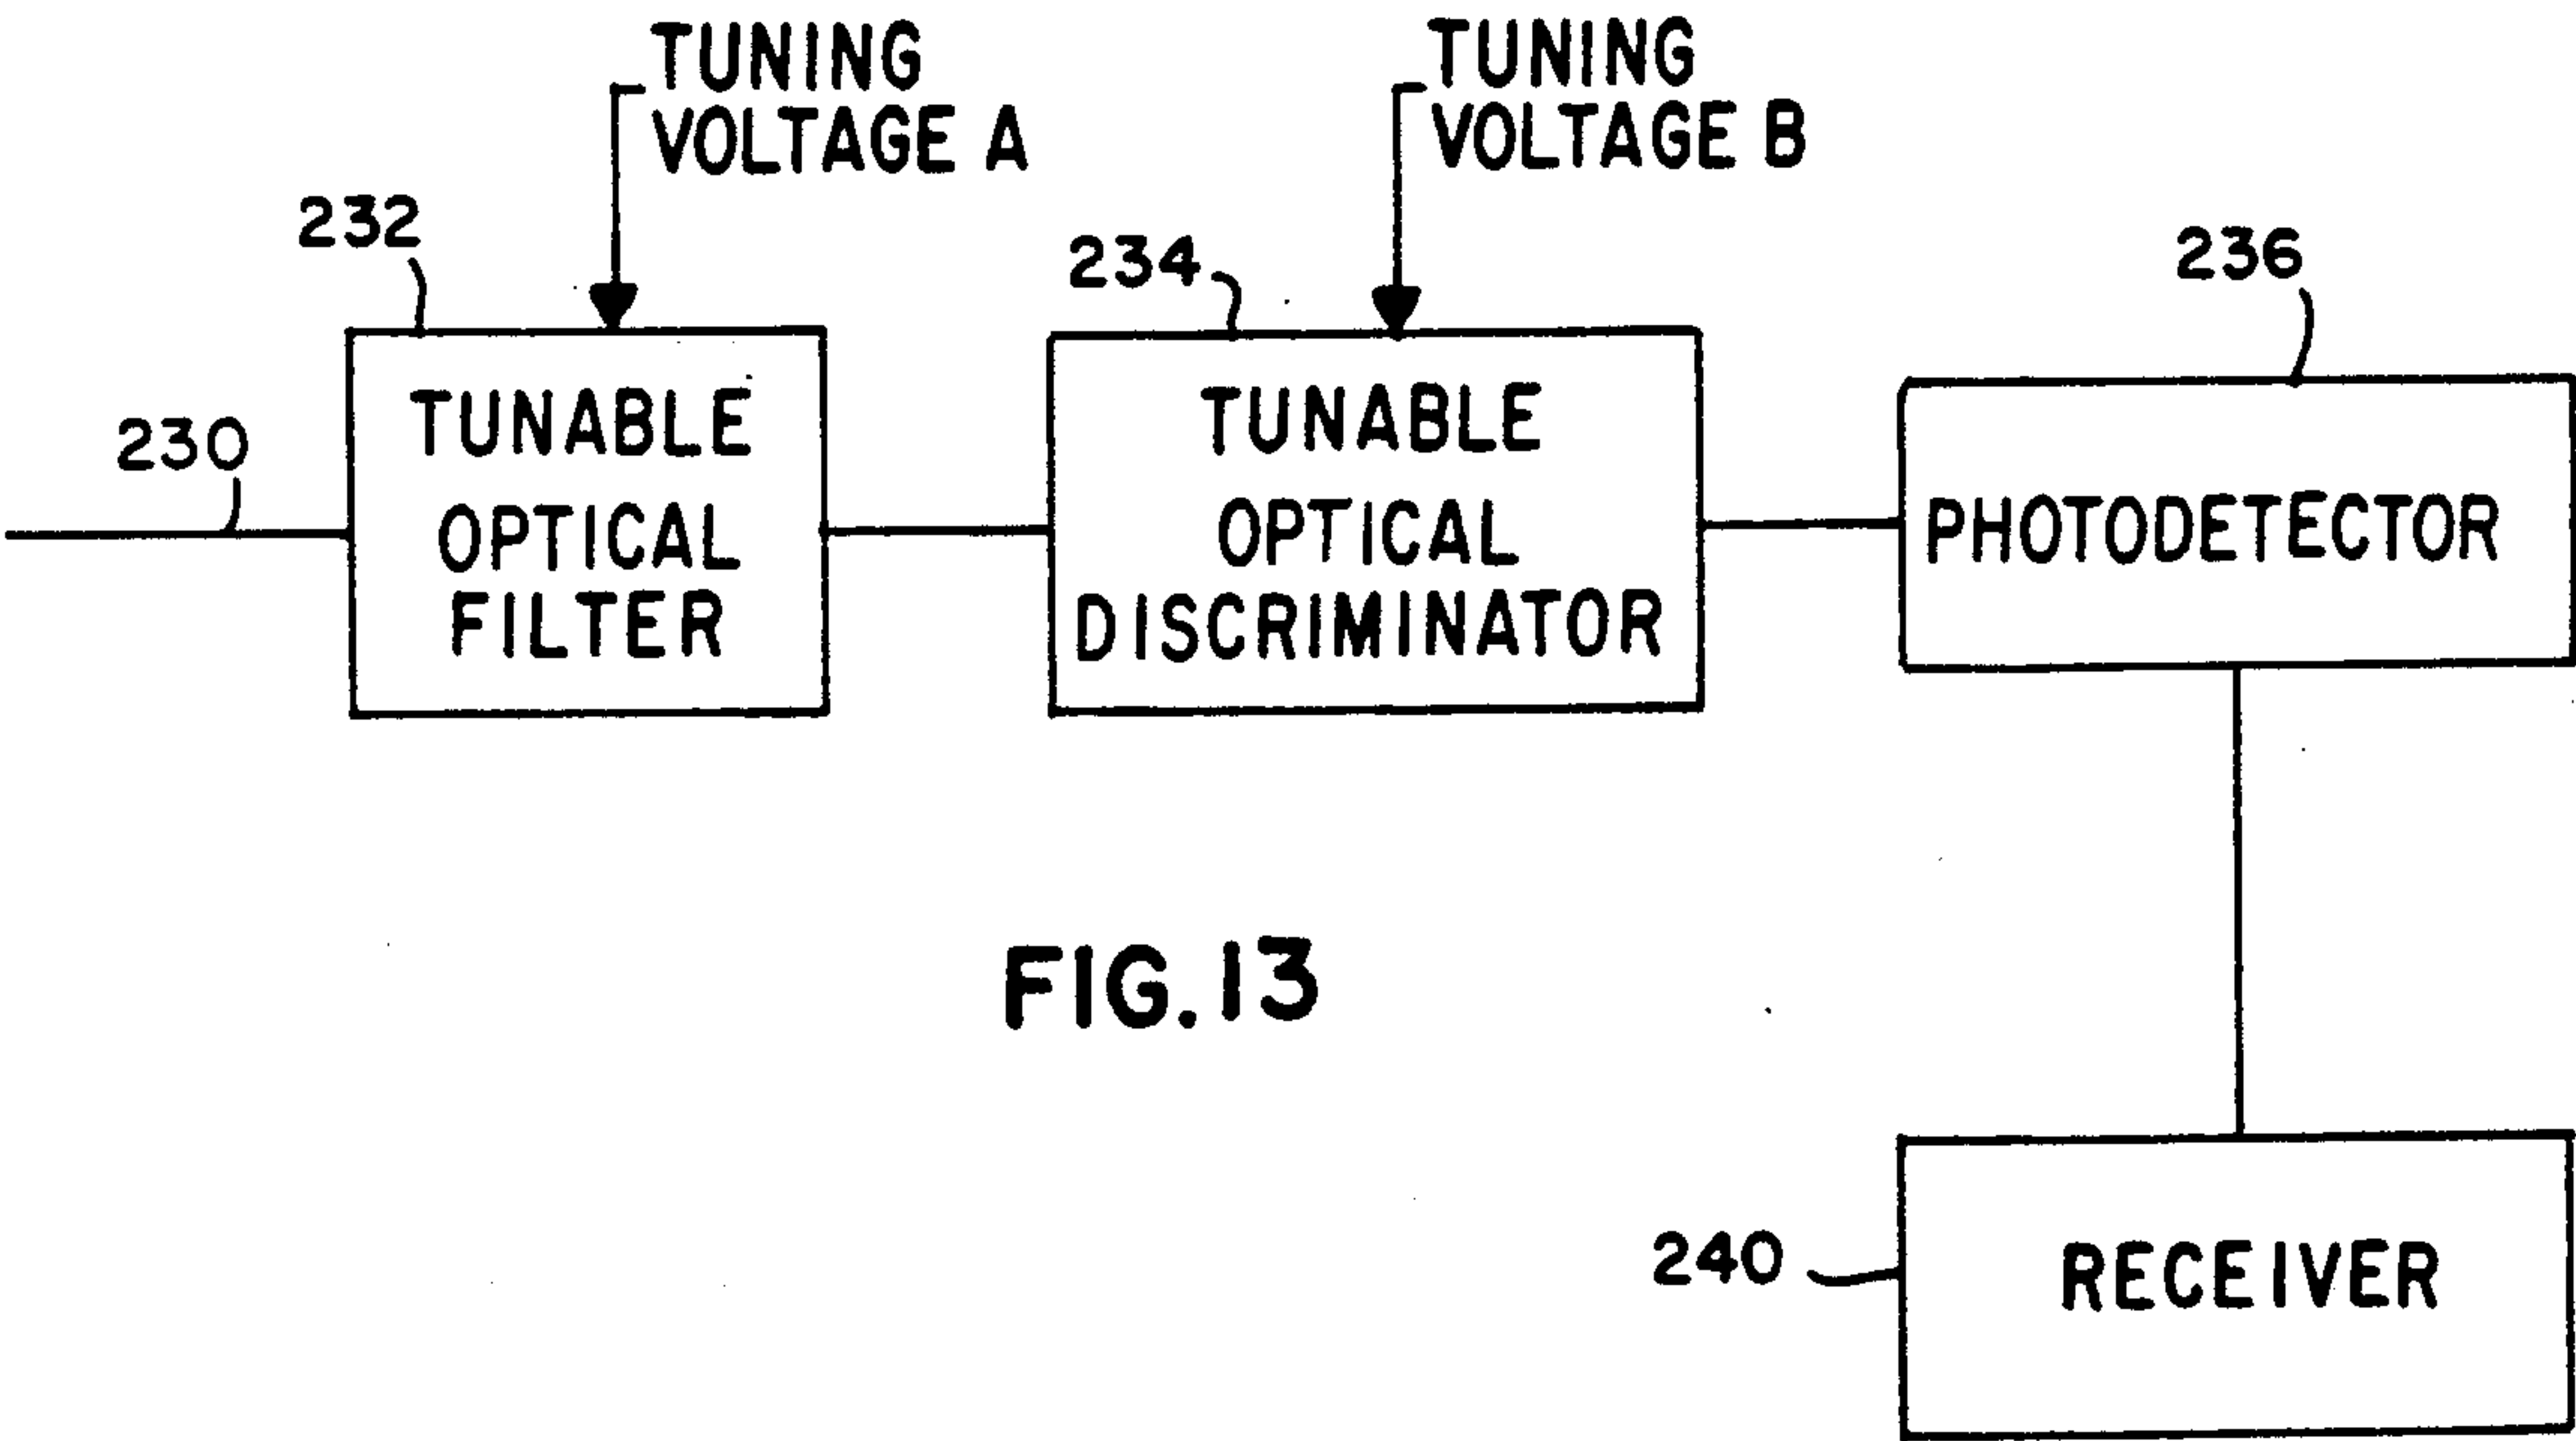 TUNING
VOLTAGE A
TUNING
VOLTAGE B
232
234
236
230
TUNABLE
OPTICAL
FILTER
TUNABLE
OPTICAL
DISCRIMINATOR
PHOTODETECTOR
FIG.13
240
RECEIVER